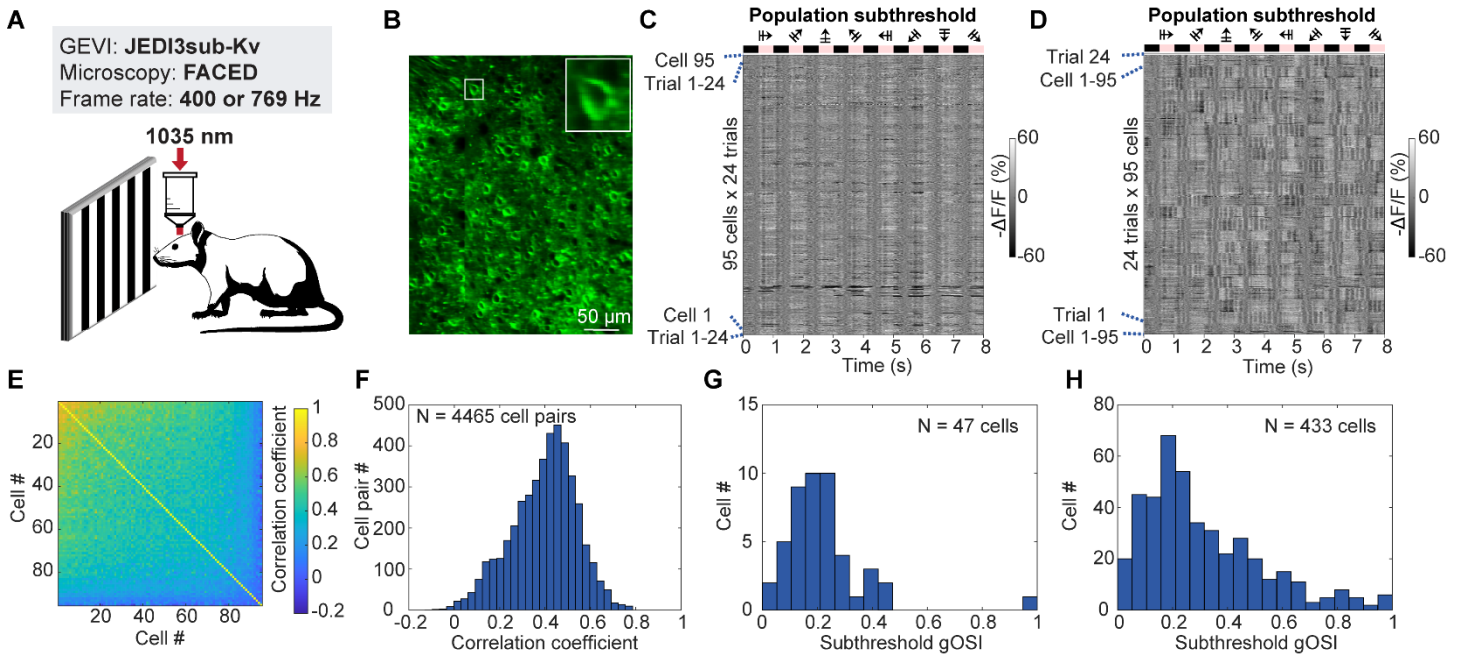 A
GEVI: JEDI3sub-Kv
Microscopy: FACED
Frame rate: 400 or 769 Hz
1035 nm
B
50 µm
C
Population subthreshold
Cell 95
Trial 1-24
95 cells x 24 trials
Cell 1
Trial 1-24
0 1 2 3 4 5 6 7 8
Time (s)
60
0
-60
-ΔF/F (%)
D
Population subthreshold
Trial 24
Cell 1-95
24 trials x 95 cells
Trial 1
Cell 1-95
0 1 2 3 4 5 6 7 8
Time (s)
60
0
-60
-ΔF/F (%)
E
Cell #
20
40
60
80
20 40 60 80
Cell #
1
0.8
0.6
0.4
0.2
0
-0.2
Correlation coefficient
F
N = 4465 cell pairs
Cell pair #
500
400
300
200
100
0
-0.2 0 0.2 0.4 0.6 0.8 1
Correlation coefficient
G
N = 47 cells
Cell #
15
10
5
0
0 0.2 0.4 0.6 0.8 1
Subthreshold gOSI
H
N = 433 cells
Cell #
80
60
40
20
0
0 0.2 0.4 0.6 0.8 1
Subthreshold gOSI